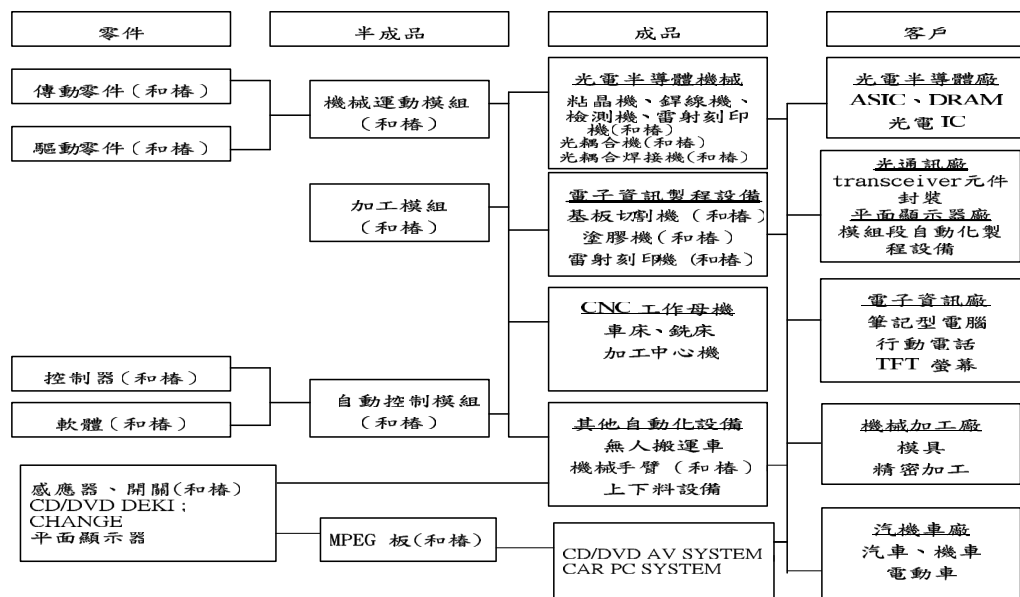 零件
半成品
成品
客戶
傳動零件(和椿)
驅動零件(和椿)
機械運動模組
(和椿)
加工模組
(和椿)
控制器(和椿)
軟體(和椿)
自動控制模組
(和椿)
感應器、開關(和椿)
CD/DVD DEKI；
CHANGE
平面顯示器
MPEG 板(和椿)
光電半導體機械
粘晶機、銲線機、
檢測機、雷射刻印
機(和椿)
光耦合機(和椿)
光耦合焊接機(和椿)
電子資訊製程設備
基板切割機 (和椿)
塗膠機(和椿)
雷射刻印機 (和椿)
CNC 工作母機
車床、銑床
加工中心機
其他自動化設備
無人搬運車
機械手臂 (和椿)
上下料設備
CD/DVD AV SYSTEM
CAR PC SYSTEM
光電半導體廠
ASIC、DRAM
光電 IC
光通訊廠
transceiver元件
封裝
平面顯示器廠
模組段自動化製
程設備
電子資訊廠
筆記型電腦
行動電話
TFT 螢幕
機械加工廠
模具
精密加工
汽機車廠
汽車、機車
電動車